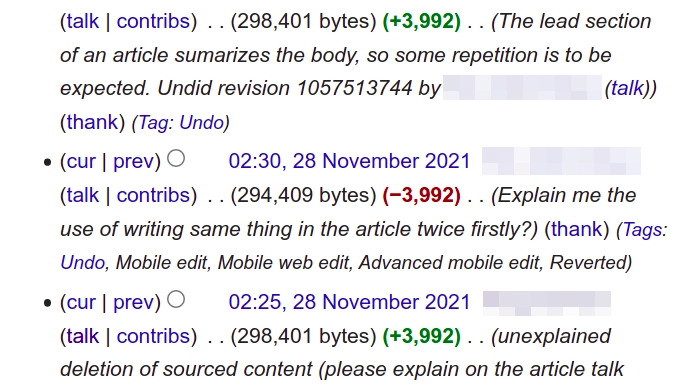 (talk | contribs) . . (298,401 bytes) (+3,992) . . (The lead section
of an article sumarizes the body, so some repetition is to be
expected. Undid revision 1057513744 by (talk))
(thank) (Tag: Undo)
• (cur | prev) 02:30, 28 November 2021
(talk | contribs) . . (294,409 bytes) (−3,992) . . (Explain me the
use of writing same thing in the article twice firstly?) (thank) (Tags:
Undo, Mobile edit, Mobile web edit, Advanced mobile edit, Reverted)
• (cur | prev) 02:25, 28 November 2021
(talk | contribs) . . (298,401 bytes) (+3,992) . . (unexplained
deletion of sourced content (please explain on the article talk